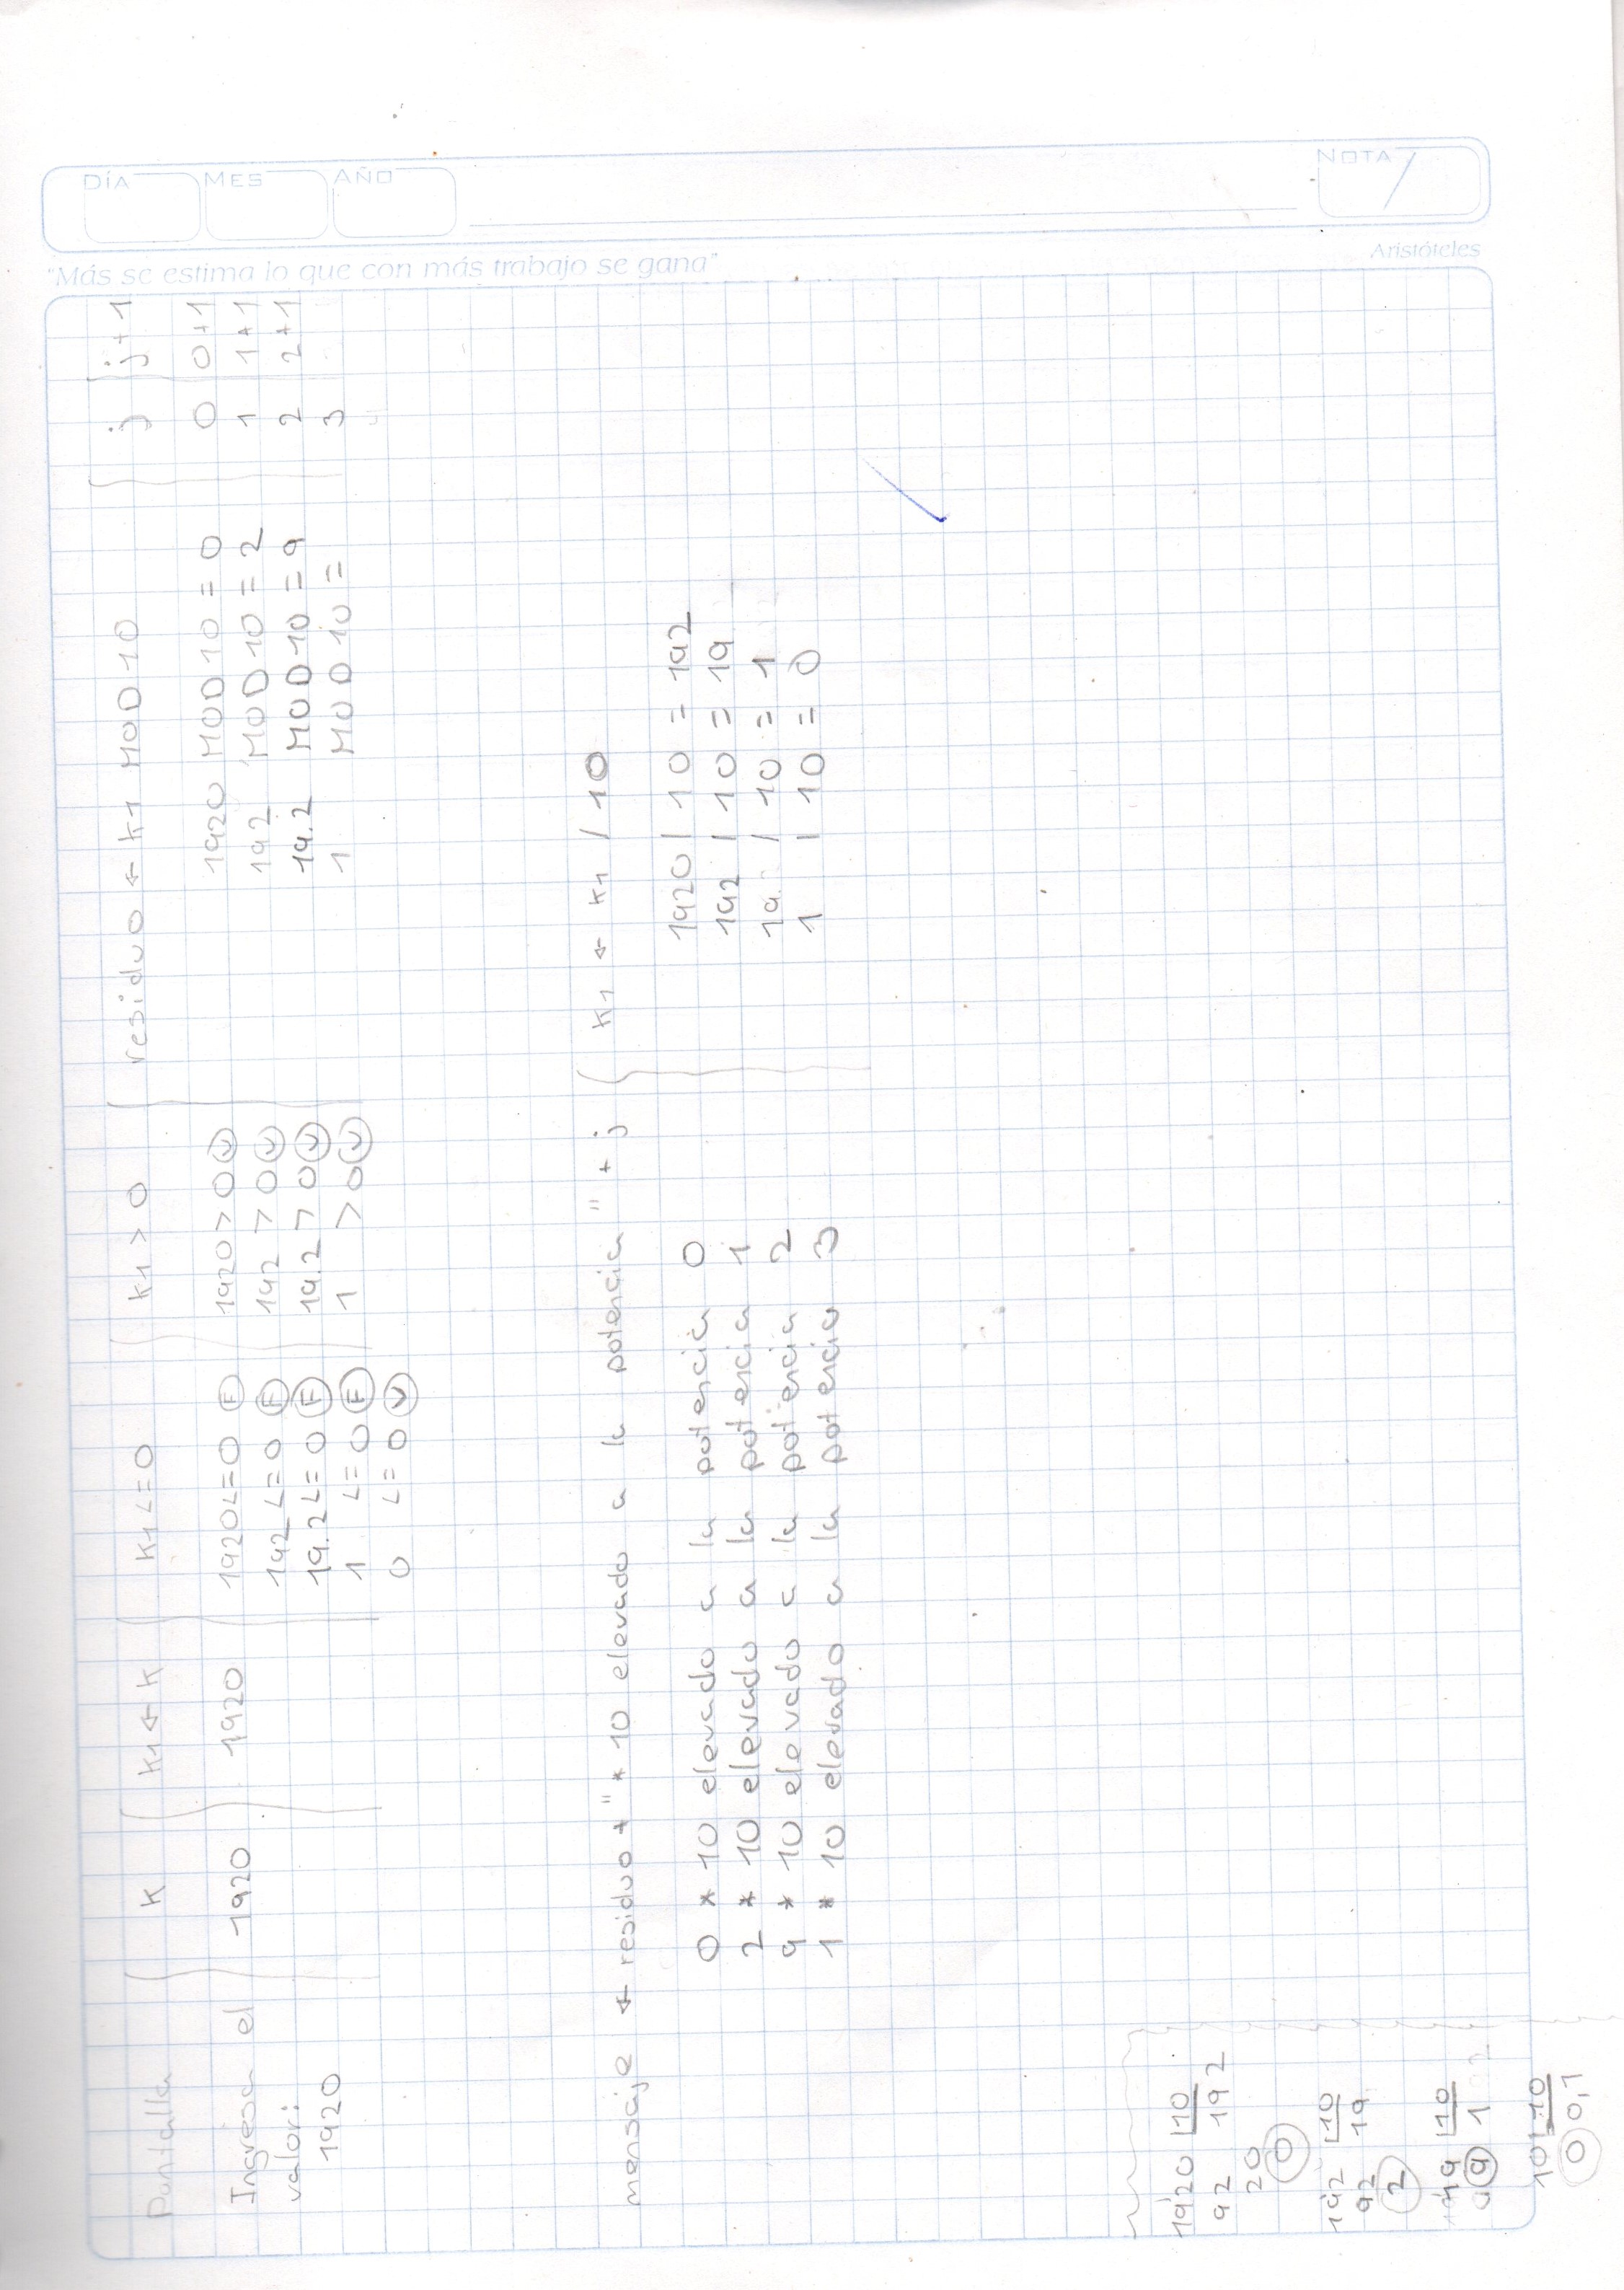 Pantalla K K1 ← K K1 <= 0 K1 > 0 residuo ← K1 MOD 10 j j+1
Ingresa el 1920 1920 1920 <= 0 F 1920 > 0 V 1920 MOD 10 = 0 0 0+1
valor: 192 <= 0 F 192 > 0 V 192 MOD 10 = 2 1 1+1
1920 19.2 <= 0 F 19.2 > 0 V 19.2 MOD 10 = 9 2 2+1
1 <= 0 F 1 > 0 V 1 MOD 10 = 3
0 <= 0 V
mensaje ← residuo + "* 10 elevado a la potencia" + j K1 ← K1 / 10
0 * 10 elevado a la potencia 0 1920 / 10 = 192
2 * 10 elevado a la potencia 1 192 / 10 = 19
9 * 10 elevado a la potencia 2 19 / 10 = 1
1 * 10 elevado a la potencia 3 1 / 10 = 0
1920 10
92 192
20
0
192 10
92 19
2
19 10
9 1
10 10
0 0,1
DÍA
MES
AÑO
"Más se estima lo que con más trabajo se gana"
Aristóteles
NOTA